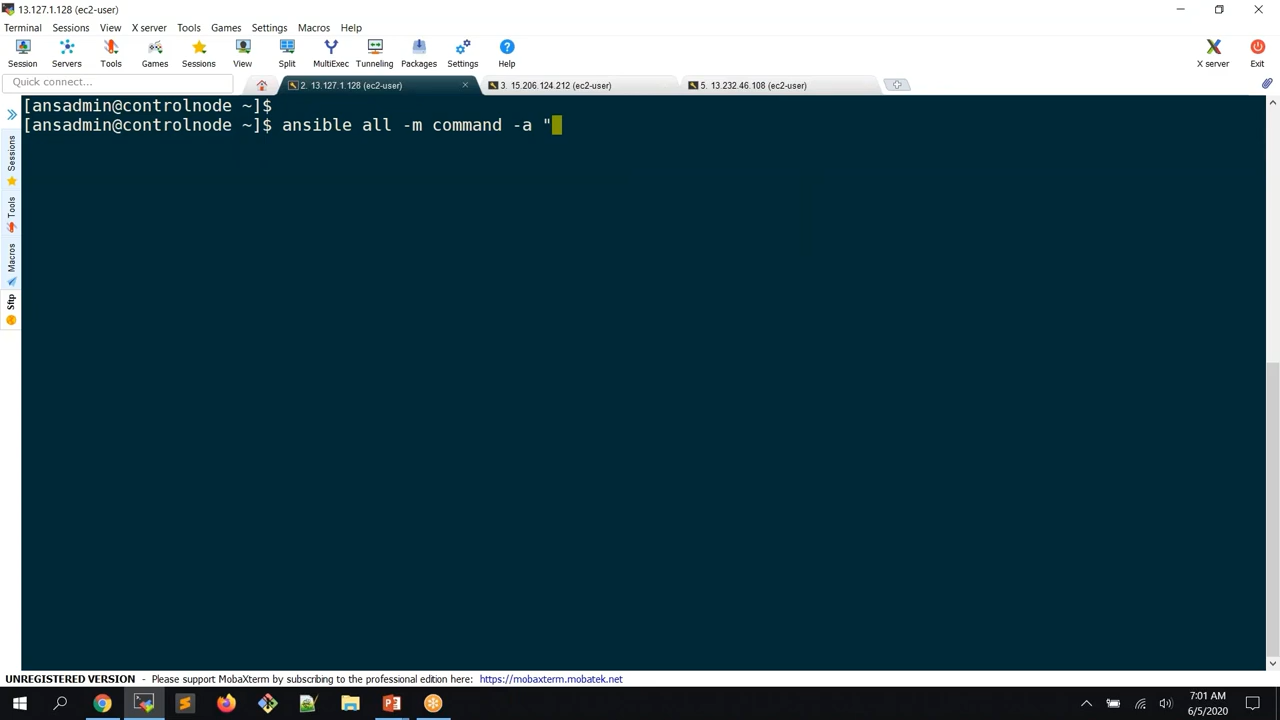 13.127.1.128 (ec2-user)
Terminal Sessions View X server Tools Games Settings Macros Help
Session Servers Tools Games Sessions View Split MultiExec Tunneling Packages Settings Help X server Exit
Quick connect...
2. 13.127.1.128 (ec2-user)
3. 15.206.124.212 (ec2-user)
5. 13.232.46.108 (ec2-user)
Sessions
Tools
Macros
Sftp
[ansadmin@controlnode ~]$
[ansadmin@controlnode ~]$ ansible all -m command -a "
UNREGISTERED VERSION - Please support MobaXterm by subscribing to the professional edition here: https://mobaxterm.mobatek.net
7:01 AM
6/5/2020